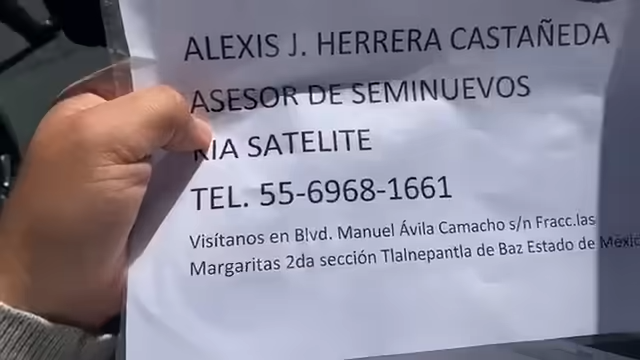 ALEXIS J. HERRERA CASTAÑEDA
ASESOR DE SEMINUEVOS
KIA SATELITE
TEL. 55-6968-1661
Visítanos en Blvd. Manuel Ávila Camacho s/n Fracc.las
Margaritas 2da sección Tlalnepantla de Baz Estado de Méxic